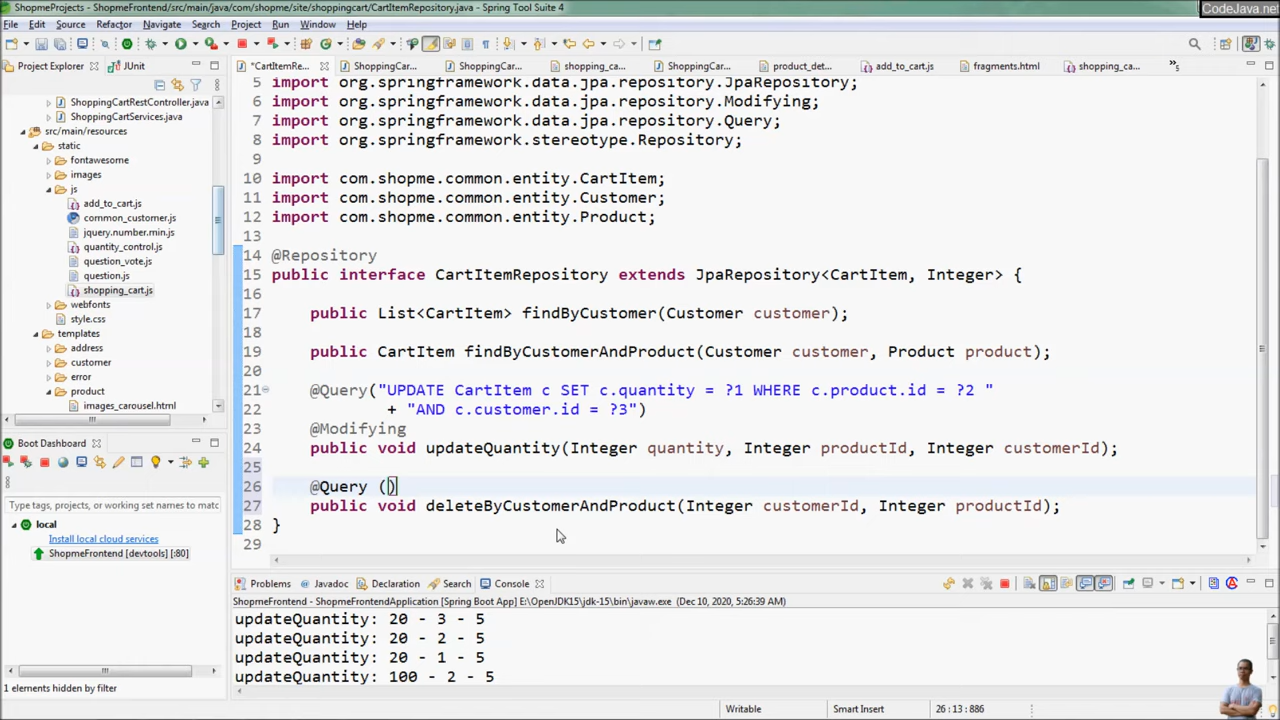 ShopmeFrontend/src/main/java/com/shopme/site/shoppingcart/CartItemRepository.java - Spring Tool Suite 4
CodeJava.net
File Edit Source Refactor Navigate Search Project Run Window Help
Project Explorer JUnit
*CartItemRe... ShoppingCar... ShoppingCar... shopping_ca... ShoppingCar... product_det... add_to_cart.js fragments.html shopping_ca... »5
ShoppingCartRestController.java
ShoppingCartServices.java
src/main/resources
static
fontawesome
images
js
add_to_cart.js
common_customer.js
jquery.number.min.js
quantity_control.js
question_vote.js
question.js
shopping_cart.js
webfonts
style.css
templates
address
customer
error
product
images_carousel.html
5 import org.springframework.data.jpa.repository.JpaRepository;
6 import org.springframework.data.jpa.repository.Modifying;
7 import org.springframework.data.jpa.repository.Query;
8 import org.springframework.stereotype.Repository;
9
10 import com.shopme.common.entity.CartItem;
11 import com.shopme.common.entity.Customer;
12 import com.shopme.common.entity.Product;
13
14 @Repository
15 public interface CartItemRepository extends JpaRepository<CartItem, Integer> {
16
17 public List<CartItem> findByCustomer(Customer customer);
18
19 public CartItem findByCustomerAndProduct(Customer customer, Product product);
20
21 @Query("UPDATE CartItem c SET c.quantity = ?1 WHERE c.product.id = ?2 "
22 + "AND c.customer.id = ?3")
23 @Modifying
24 public void updateQuantity(Integer quantity, Integer productId, Integer customerId);
25
26 @Query ()
27 public void deleteByCustomerAndProduct(Integer customerId, Integer productId);
28 }
29
Boot Dashboard
Type tags, projects, or working set names to match
local
Install local cloud services
ShopmeFrontend [devtools] [:80]
1 elements hidden by filter
Problems Javadoc Declaration Search Console
ShopmeFrontend - ShopmeFrontendApplication [Spring Boot App] E:\OpenJDK15\jdk-15\bin\javaw.exe (Dec 10, 2020, 5:26:39 AM)
updateQuantity: 20 - 3 - 5
updateQuantity: 20 - 2 - 5
updateQuantity: 20 - 1 - 5
updateQuantity: 100 - 2 - 5
Writable Smart Insert 26 : 13 : 886